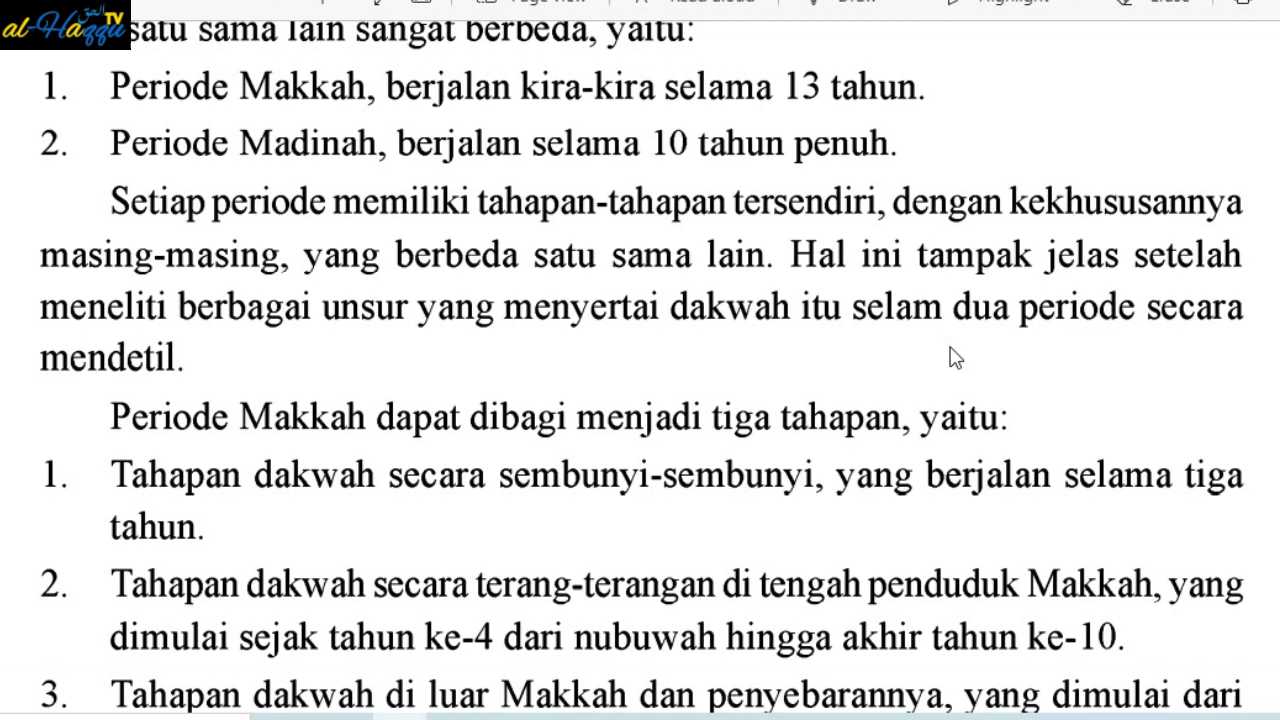 al-Haqqu TV
satu sama lain sangat berbeda, yaitu:
1. Periode Makkah, berjalan kira-kira selama 13 tahun.
2. Periode Madinah, berjalan selama 10 tahun penuh.
Setiap periode memiliki tahapan-tahapan tersendiri, dengan kekhususannya
masing-masing, yang berbeda satu sama lain. Hal ini tampak jelas setelah
meneliti berbagai unsur yang menyertai dakwah itu selam dua periode secara
mendetil.
Periode Makkah dapat dibagi menjadi tiga tahapan, yaitu:
1. Tahapan dakwah secara sembunyi-sembunyi, yang berjalan selama tiga
tahun.
2. Tahapan dakwah secara terang-terangan di tengah penduduk Makkah, yang
dimulai sejak tahun ke-4 dari nubuwah hingga akhir tahun ke-10.
3. Tahapan dakwah di luar Makkah dan penyebarannya, yang dimulai dari